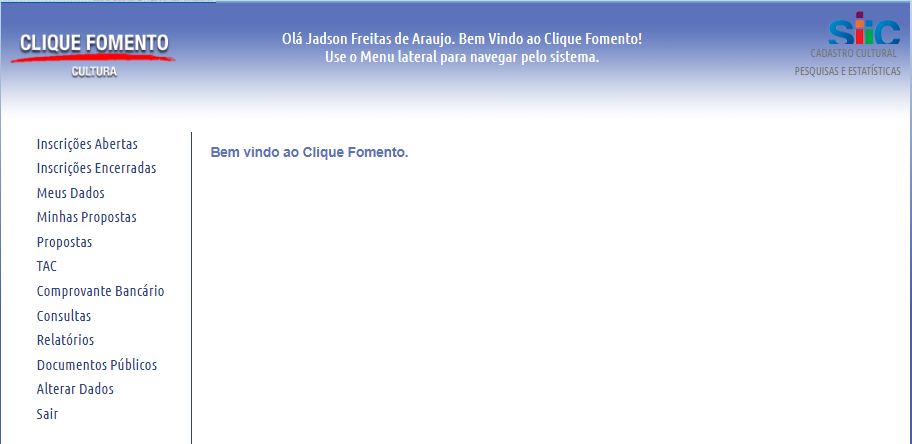 CLIQUE FOMENTO
CULTURA
Olá Jadson Freitas de Araujo. Bem Vindo ao Clique Fomento!
Use o Menu lateral para navegar pelo sistema.
SiiC
CADASTRO CULTURAL
PESQUISAS E ESTATÍSTICAS
Inscrições Abertas
Inscrições Encerradas
Meus Dados
Minhas Propostas
Propostas
TAC
Comprovante Bancário
Consultas
Relatórios
Documentos Públicos
Alterar Dados
Sair
Bem vindo ao Clique Fomento.